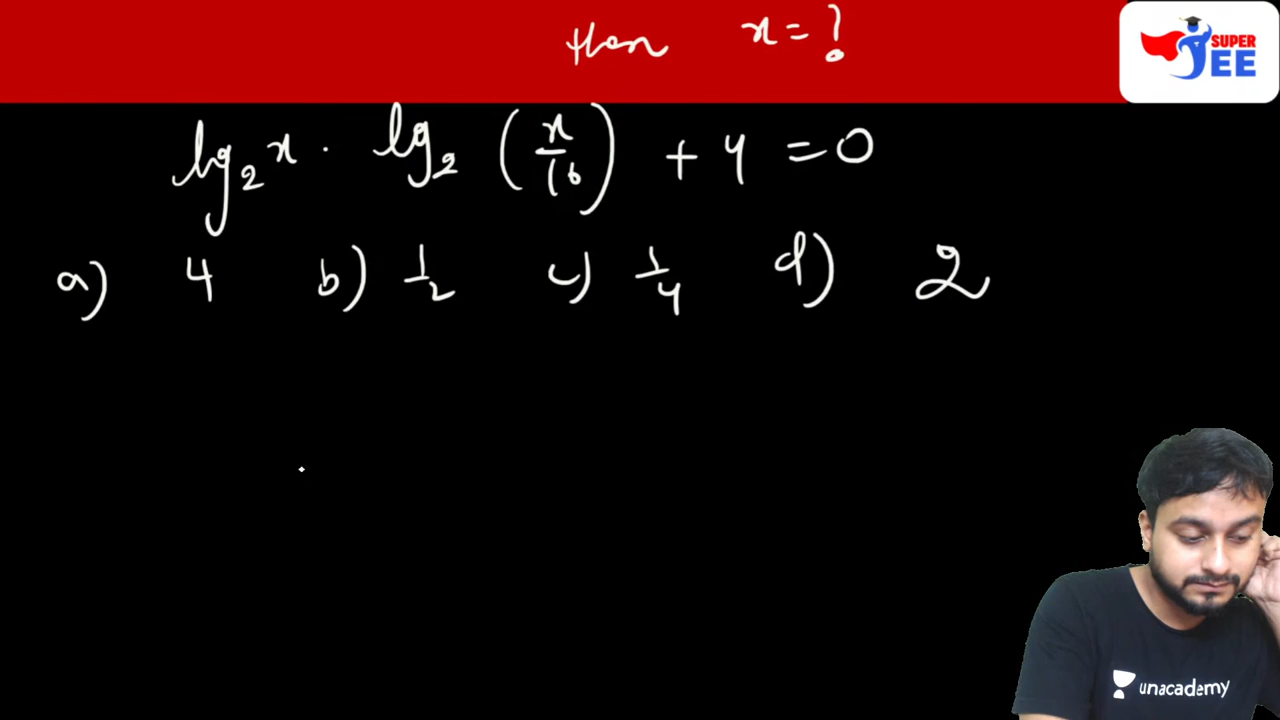 then x = ?
SUPER
JEE
log₂x · log₂(x/16) + 4 = 0
a) 4 b) 1/2 c) 1/4 d) 2
unacademy